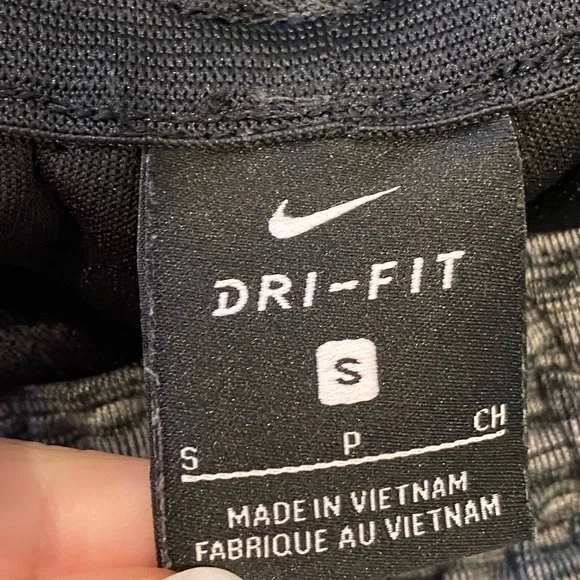 DRI-FIT
S
S P CH
MADE IN VIETNAM
FABRIQUE AU VIETNAM